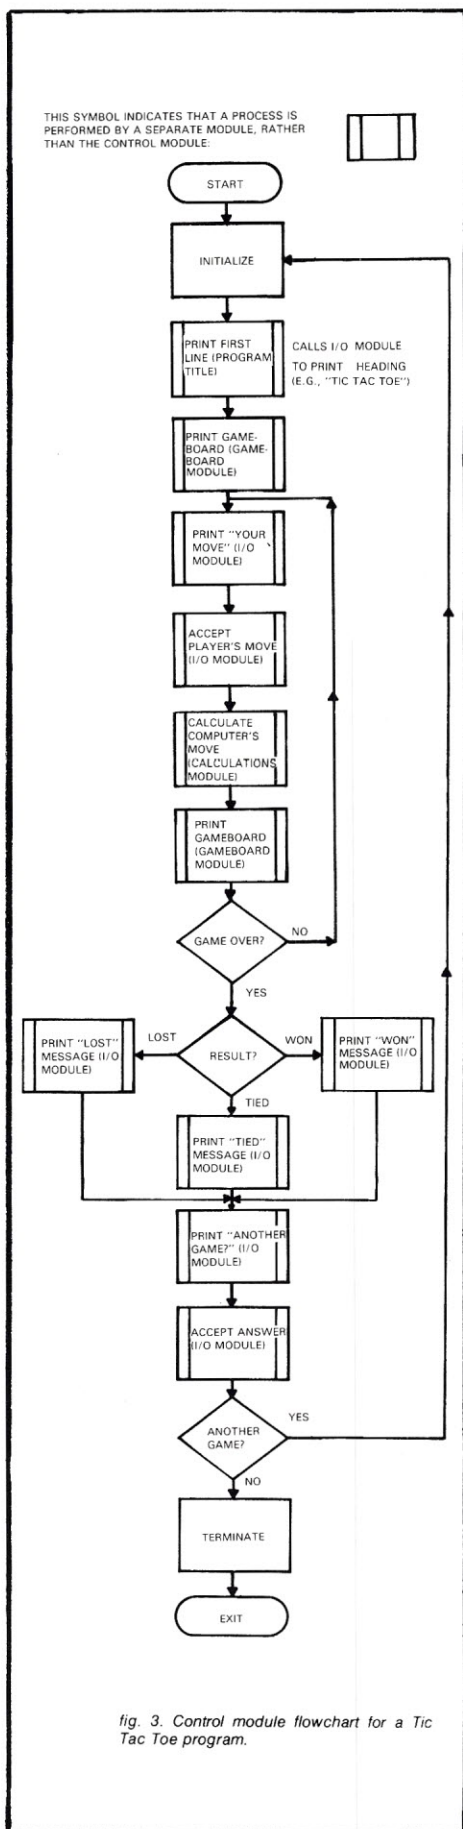 THIS SYMBOL INDICATES THAT A PROCESS IS
PERFORMED BY A SEPARATE MODULE, RATHER
THAN THE CONTROL MODULE:
START
INITIALIZE
PRINT FIRST
LINE (PROGRAM
TITLE)
CALLS I/O MODULE
TO PRINT HEADING
(E.G., "TIC TAC TOE")
PRINT GAME-
BOARD (GAME-
BOARD
MODULE)
PRINT "YOUR
MOVE" (I/O
MODULE)
ACCEPT
PLAYER'S MOVE
(I/O MODULE)
CALCULATE
COMPUTER'S
MOVE
(CALCULATIONS
MODULE)
PRINT
GAMEBOARD
(GAMEBOARD
MODULE)
GAME OVER?
NO
YES
PRINT "LOST"
MESSAGE (I/O
MODULE)
LOST
RESULT?
WON
PRINT "WON"
MESSAGE (I/O
MODULE)
TIED
PRINT "TIED"
MESSAGE (I/O
MODULE)
PRINT "ANOTHER
GAME?" (I/O
MODULE)
ACCEPT ANSWER
(I/O MODULE)
ANOTHER
GAME?
YES
NO
TERMINATE
EXIT
fig. 3. Control module flowchart for a Tic
Tac Toe program.